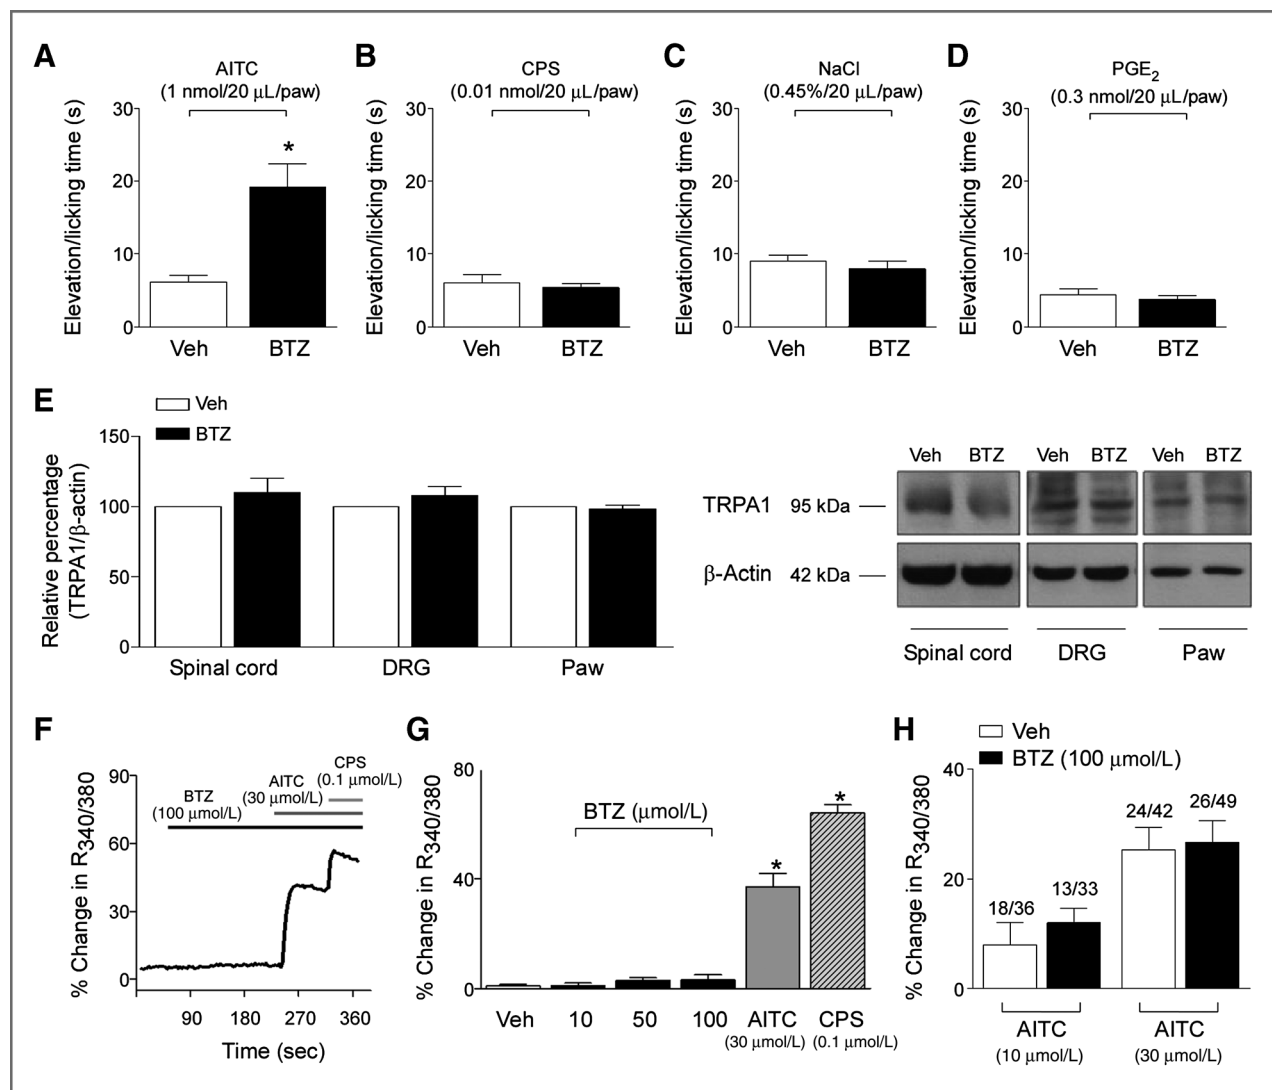 A
AITC
(1 nmol/20 μL/paw)
Elevation/licking time (s)
30
20
10
0
*
Veh
BTZ
B
CPS
(0.01 nmol/20 μL/paw)
Elevation/licking time (s)
30
20
10
0
Veh
BTZ
C
NaCl
(0.45%/20 μL/paw)
Elevation/licking time (s)
30
20
10
0
Veh
BTZ
D
PGE2
(0.3 nmol/20 μL/paw)
Elevation/licking time (s)
30
20
10
0
Veh
BTZ
E
Veh
BTZ
Relative percentage
(TRPA1/β-actin)
150
100
50
0
Spinal cord
DRG
Paw
Veh BTZ Veh BTZ Veh BTZ
TRPA1 95 kDa
β-Actin 42 kDa
Spinal cord DRG Paw
F
% Change in R340/380
90
60
30
0
BTZ
(100 μmol/L)
AITC
(30 μmol/L)
CPS
(0.1 μmol/L)
90 180 270 360
Time (sec)
G
% Change in R340/380
80
40
0
BTZ (μmol/L)
*
*
Veh 10 50 100 AITC CPS
(30 μmol/L) (0.1 μmol/L)
H
Veh
BTZ (100 μmol/L)
% Change in R340/380
40
20
0
18/36
13/33
24/42
26/49
AITC
(10 μmol/L)
AITC
(30 μmol/L)